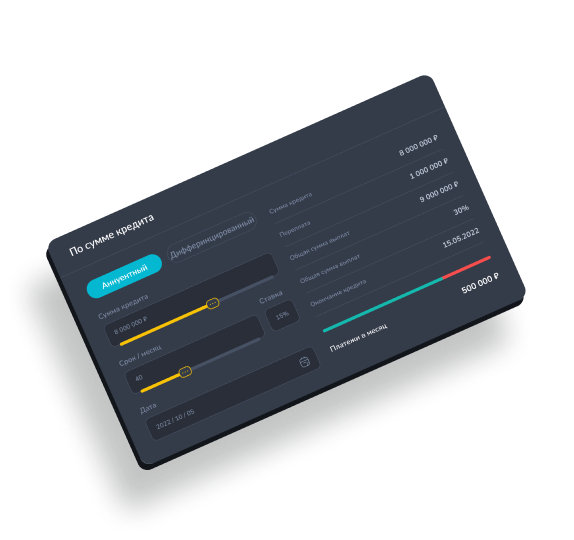 По сумме кредита
Аннуентный
Дифферинцированный
Сумма кредита
8 000 000 ₽
Срок / месяц
Ставка
40
15%
Дата
2022 / 10 / 05
Сумма кредита
8 000 000 ₽
Переплата
1 000 000 ₽
Общая сумма выплат
9 000 000 ₽
Общая сумма выплат
30%
Окончание кредита
15.05.2022
Платежи в месяц
500 000 ₽